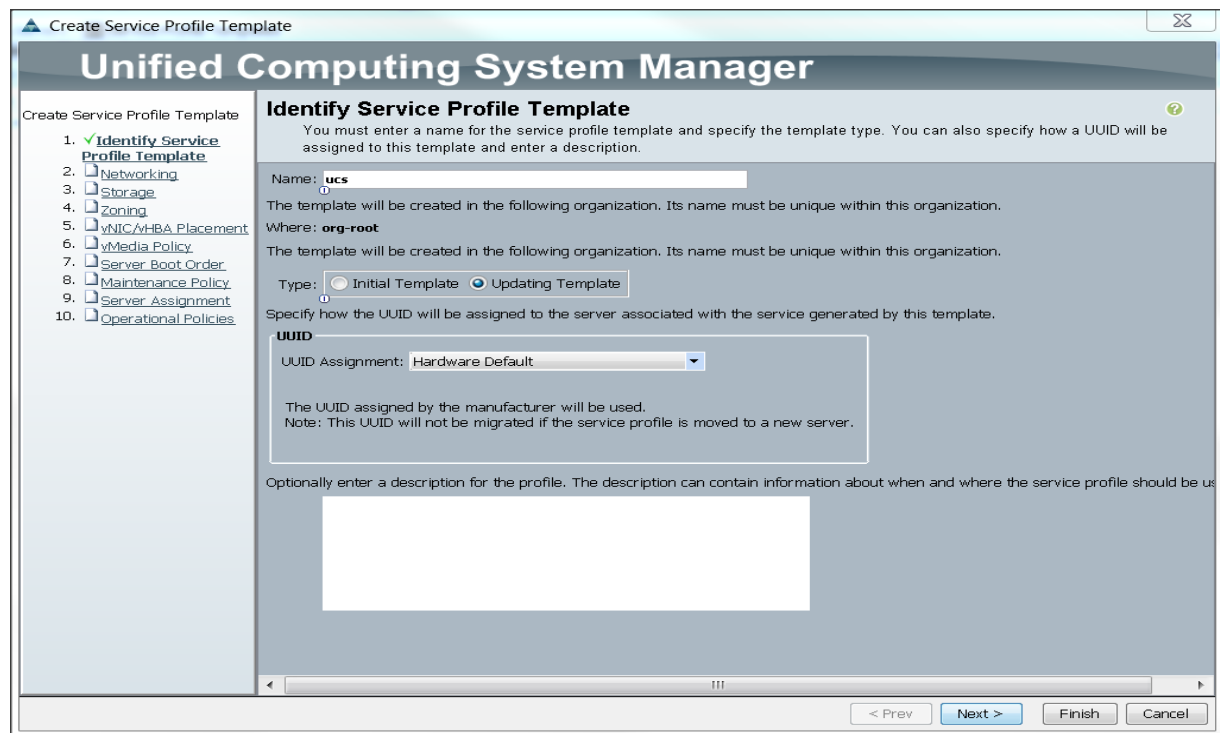 Create Service Profile Template
Unified Computing System Manager
Create Service Profile Template
1. Identify Service
Profile Template
2. Networking
3. Storage
4. Zoning
5. vNIC/vHBA Placement
6. vMedia Policy
7. Server Boot Order
8. Maintenance Policy
9. Server Assignment
10. Operational Policies
Identify Service Profile Template
You must enter a name for the service profile template and specify the template type. You can also specify how a UUID will be
assigned to this template and enter a description.
Name: ucs
The template will be created in the following organization. Its name must be unique within this organization.
Where: org-root
The template will be created in the following organization. Its name must be unique within this organization.
Type: Initial Template Updating Template
Specify how the UUID will be assigned to the server associated with the service generated by this template.
UUID
UUID Assignment: Hardware Default
The UUID assigned by the manufacturer will be used.
Note: This UUID will not be migrated if the service profile is moved to a new server.
Optionally enter a description for the profile. The description can contain information about when and where the service profile should be us
< Prev Next > Finish Cancel